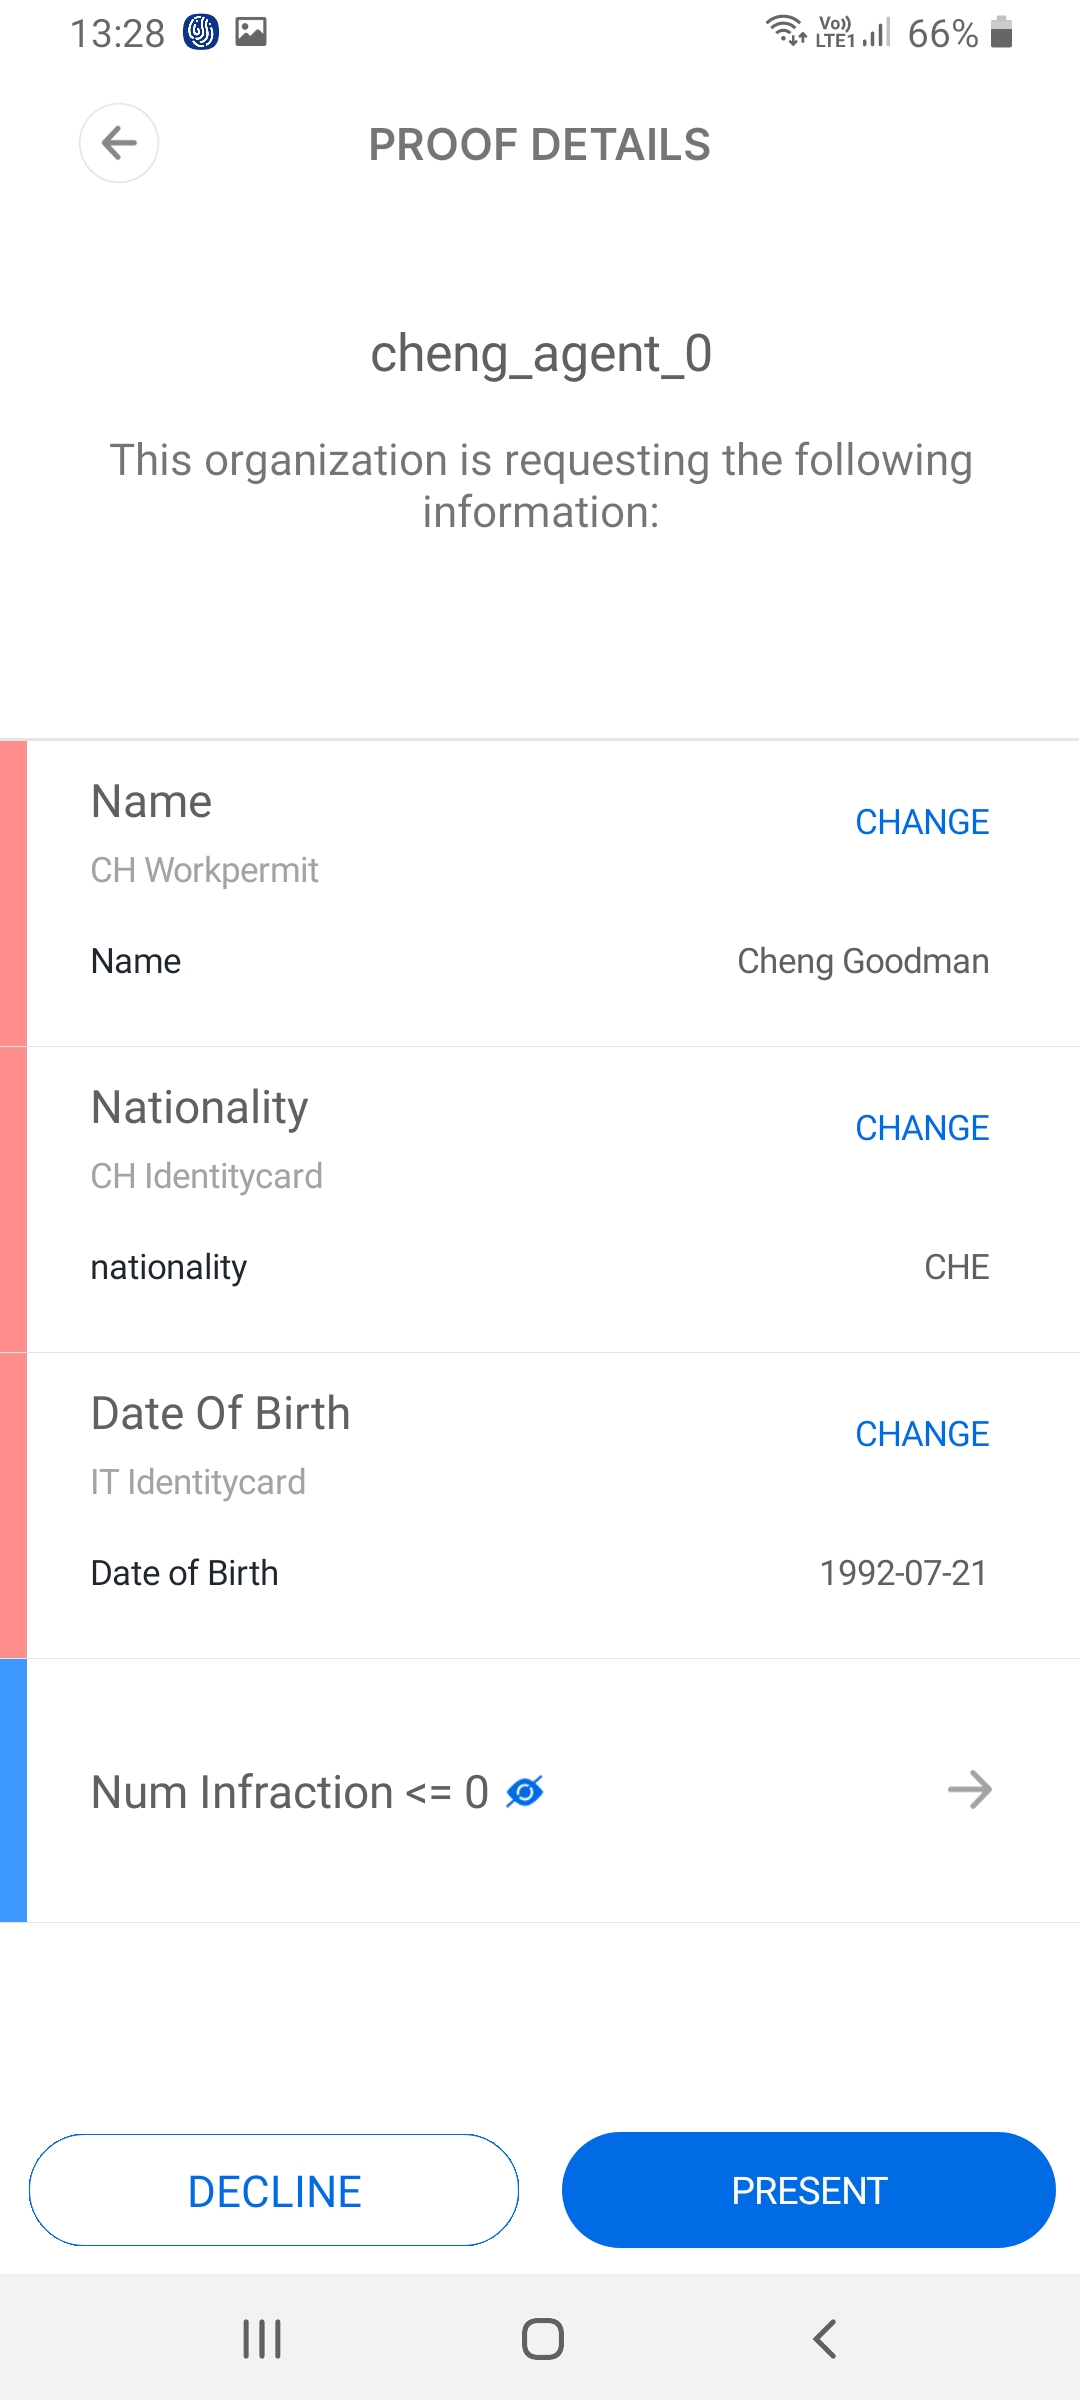 13:28 Vo)) LTE1 66%
PROOF DETAILS
cheng_agent_0
This organization is requesting the following
information:
Name
CHANGE
CH Workpermit
Name Cheng Goodman
Nationality
CHANGE
CH Identitycard
nationality CHE
Date Of Birth
CHANGE
IT Identitycard
Date of Birth 1992-07-21
Num Infraction <= 0
DECLINE PRESENT